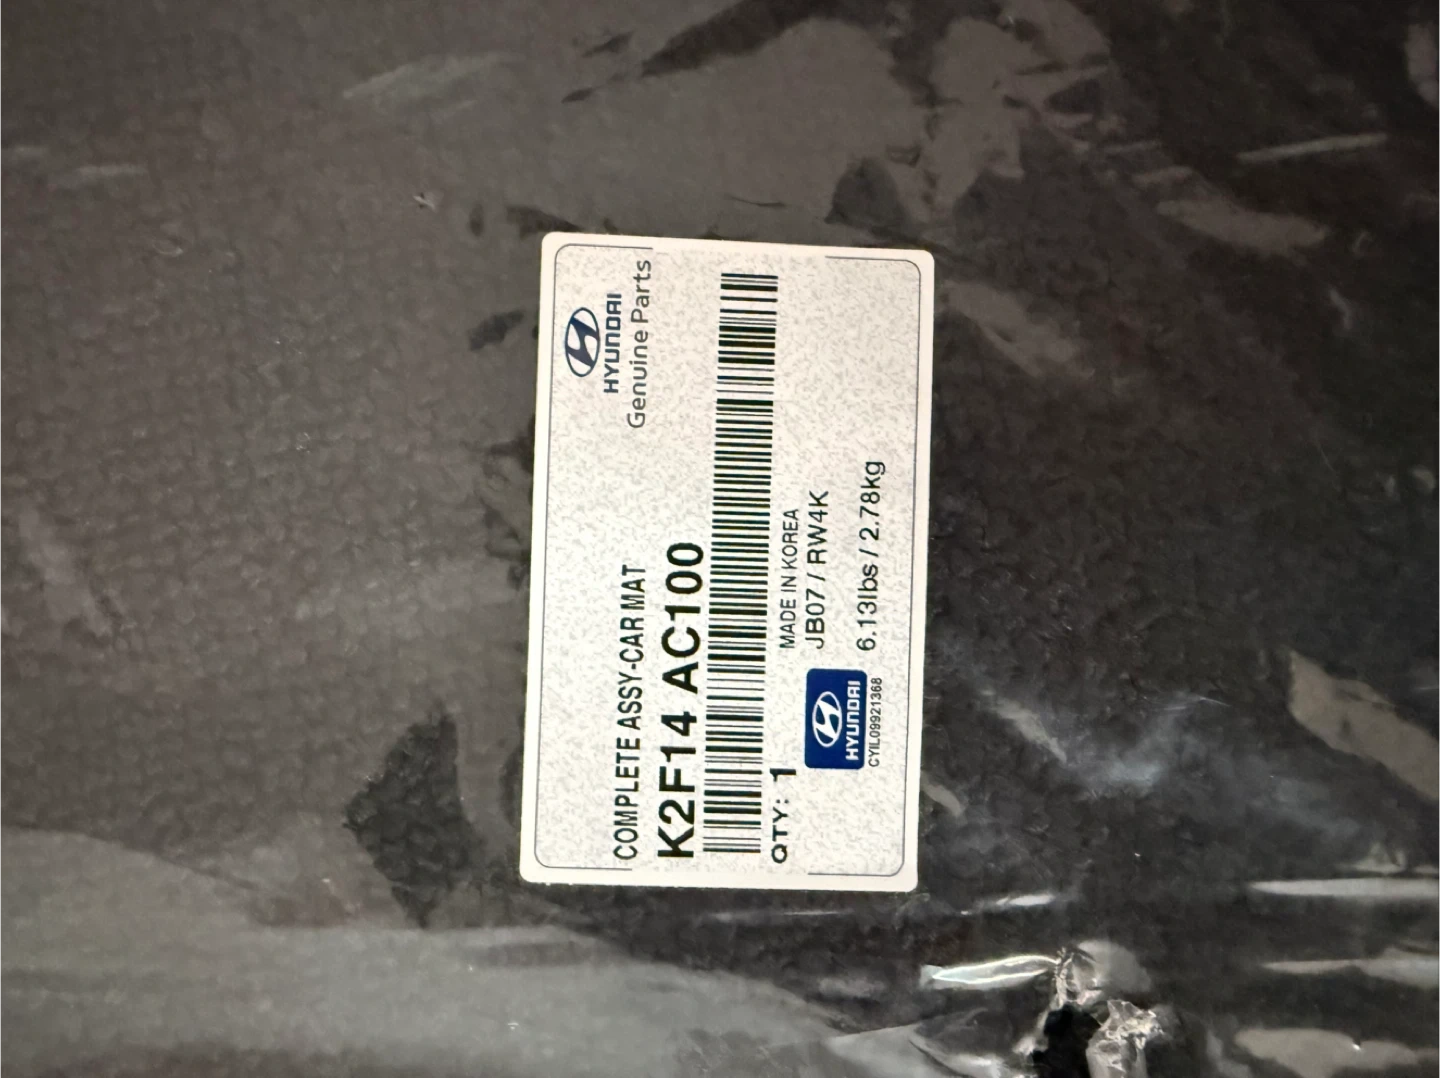 HYUNDAI
Genuine Parts
COMPLETE ASSY-CAR MAT
K2F14 AC100
QTY: 1
MADE IN KOREA
JB07 / RW4K
HYUNDAI
6.13lbs / 2.78kg
CYIL09921368